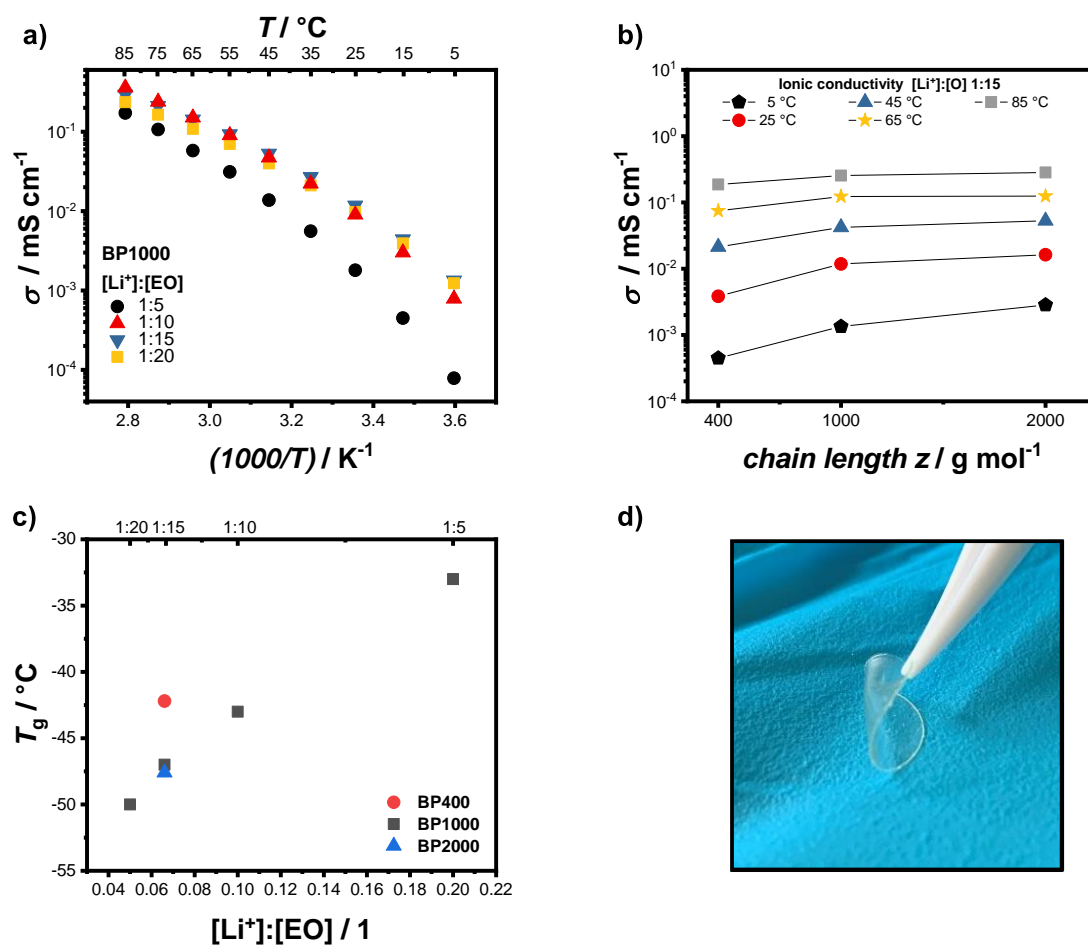 a)
T / °C
85 75 65 55 45 35 25 15 5
10⁻¹
10⁻²
10⁻³
10⁻⁴
σ / mS cm⁻¹
BP1000
[Li⁺]:[EO]
1:5
1:10
1:15
1:20
2.8 3.0 3.2 3.4 3.6
(1000/T) / K⁻¹
b)
10¹
10⁰
10⁻¹
10⁻²
10⁻³
10⁻⁴
σ / mS cm⁻¹
Ionic conductivity [Li⁺]:[O] 1:15
5 °C 45 °C 85 °C
25 °C 65 °C
400 1000 2000
chain length z / g mol⁻¹
c)
1:20 1:15 1:10 1:5
-30
-35
-40
-45
-50
-55
Tg / °C
BP400
BP1000
BP2000
0.04 0.06 0.08 0.10 0.12 0.14 0.16 0.18 0.20 0.22
[Li⁺]:[EO] / 1
d)